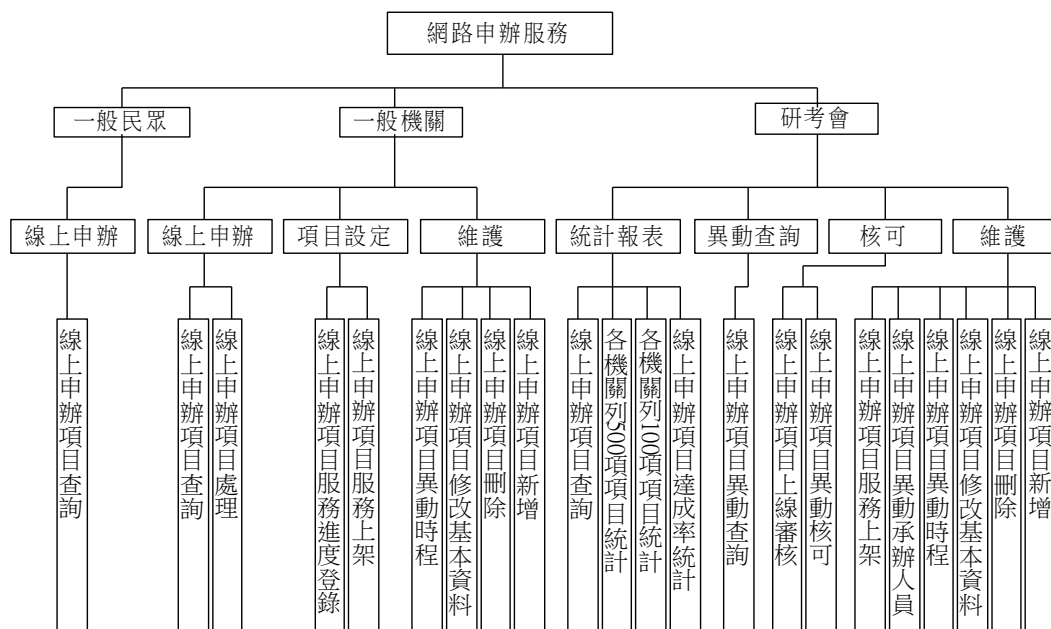 網路申辦服務
一般民眾
一般機關
研考會
線上申辦
線上申辦
項目設定
維護
統計報表
異動查詢
核可
維護
線上申辦項目查詢
線上申辦項目查詢
線上申辦項目處理
線上申辦項目服務進度登錄
線上申辦項目服務上架
線上申辦項目異動時程
線上申辦項目修改基本資料
線上申辦項目刪除
線上申辦項目新增
線上申辦項目查詢
各機關列500項項目統計
各機關列100項項目統計
線上申辦項目達成率統計
線上申辦項目異動查詢
線上申辦項目上線審核
線上申辦項目異動核可
線上申辦項目服務上架
線上申辦項目異動承辦人員
線上申辦項目異動時程
線上申辦項目修改基本資料
線上申辦項目刪除
線上申辦項目新增